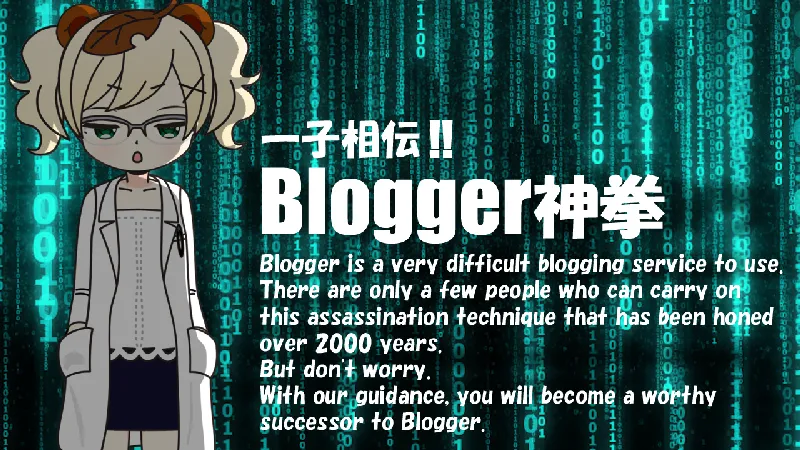 一子相伝!!
Blogger神拳
Blogger is a very difficult blogging service to use.
There are only a few people who can carry on
this assassination technique that has been honed
over 2000 years.
But don't worry.
With our guidance, you will become a worthy
successor to Blogger.